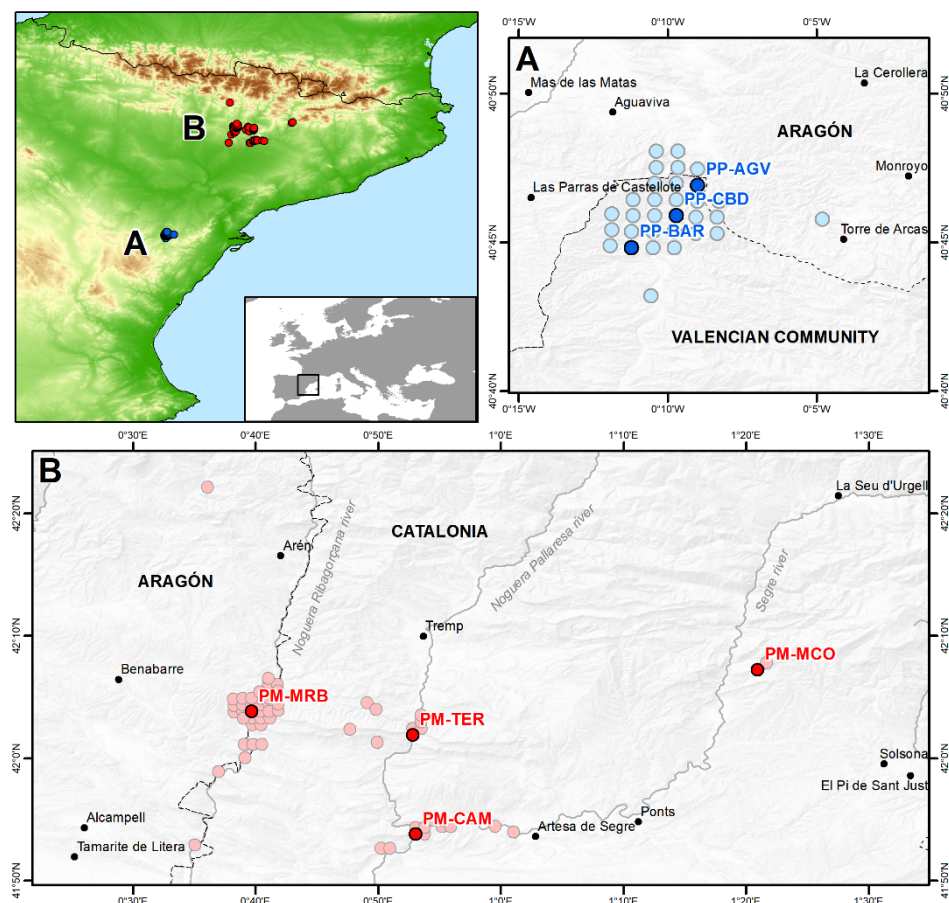 B
A
0°15'W
0°10'W
0°5'W
A
Mas de las Matas
La Cerollera
Aguaviva
ARAGÓN
PP-AGV
Monroyo
Las Parras de Castellote
PP-CBD
PP-BAR
Torre de Arcas
VALENCIAN COMMUNITY
40°50'N
40°45'N
40°40'N
40°50'N
40°45'N
40°40'N
0°15'W
0°10'W
0°5'W
0°30'E
0°40'E
0°50'E
1°0'E
1°10'E
1°20'E
1°30'E
B
La Seu d'Urgell
CATALONIA
Arén
ARAGÓN
Noguera Ribagorçana river
Noguera Pallaresa river
Segre river
Tremp
Benabarre
PM-MCO
PM-MRB
PM-TER
Solsona
El Pi de Sant Just
PM-CAM
Ponts
Artesa de Segre
Alcampell
Tamarite de Litera
42°20'N
42°10'N
42°0'N
41°50'N
42°20'N
42°10'N
42°0'N
41°50'N
0°30'E
0°40'E
0°50'E
1°0'E
1°10'E
1°20'E
1°30'E